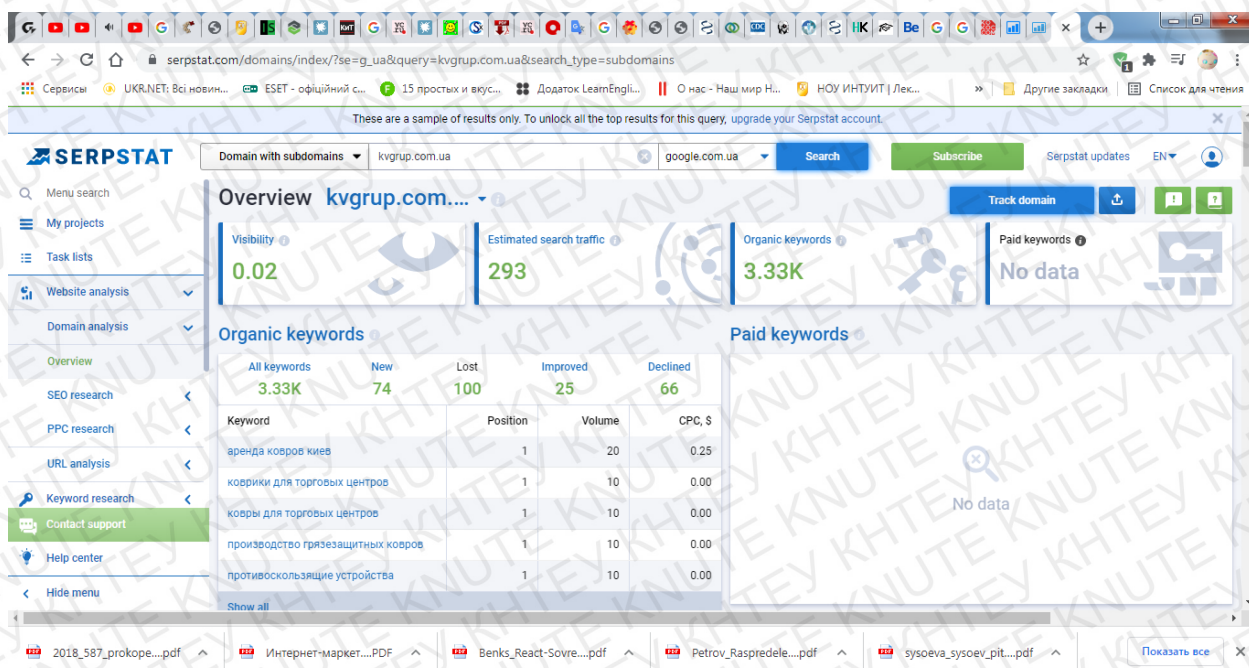 serpstat.com/domains/index/?se=g_ua&query=kvgrup.com.ua&search_type=subdomains
Сервисы UKR.NET: Всі новин... ESET - офіційний с... 15 простых и вкус... Додаток LearnEngli... О нас - Наш мир Н... НОУ ИНТУИТ | Лек... » Другие закладки Список для чтения
These are a sample of results only. To unlock all the top results for this query, upgrade your Serpstat account.
SERPSTAT Domain with subdomains kvgrup.com.ua google.com.ua Search Subscribe Serpstat updates EN
Menu search
My projects
Task lists
Website analysis
Domain analysis
Overview
SEO research
PPC research
URL analysis
Keyword research
Contact support
Help center
Hide menu
Overview kvgrup.com.... Track domain
Visibility
0.02
Estimated search traffic
293
Organic keywords
3.33K
Paid keywords
No data
Organic keywords
All keywords New Lost Improved Declined
3.33K 74 100 25 66
Keyword Position Volume CPC, $
аренда ковров киев 1 20 0.25
коврики для торговых центров 1 10 0.00
ковры для торговых центров 1 10 0.00
производство грязезащитных ковров 1 10 0.00
противоскользящие устройства 1 10 0.00
Show all
Paid keywords
No data
2018_587_prokope....pdf Интернет-маркет....PDF Benks_React-Sovre....pdf Petrov_Raspredele....pdf sysoeva_sysoev_pit....pdf Показать все
KNUTE KHTEY